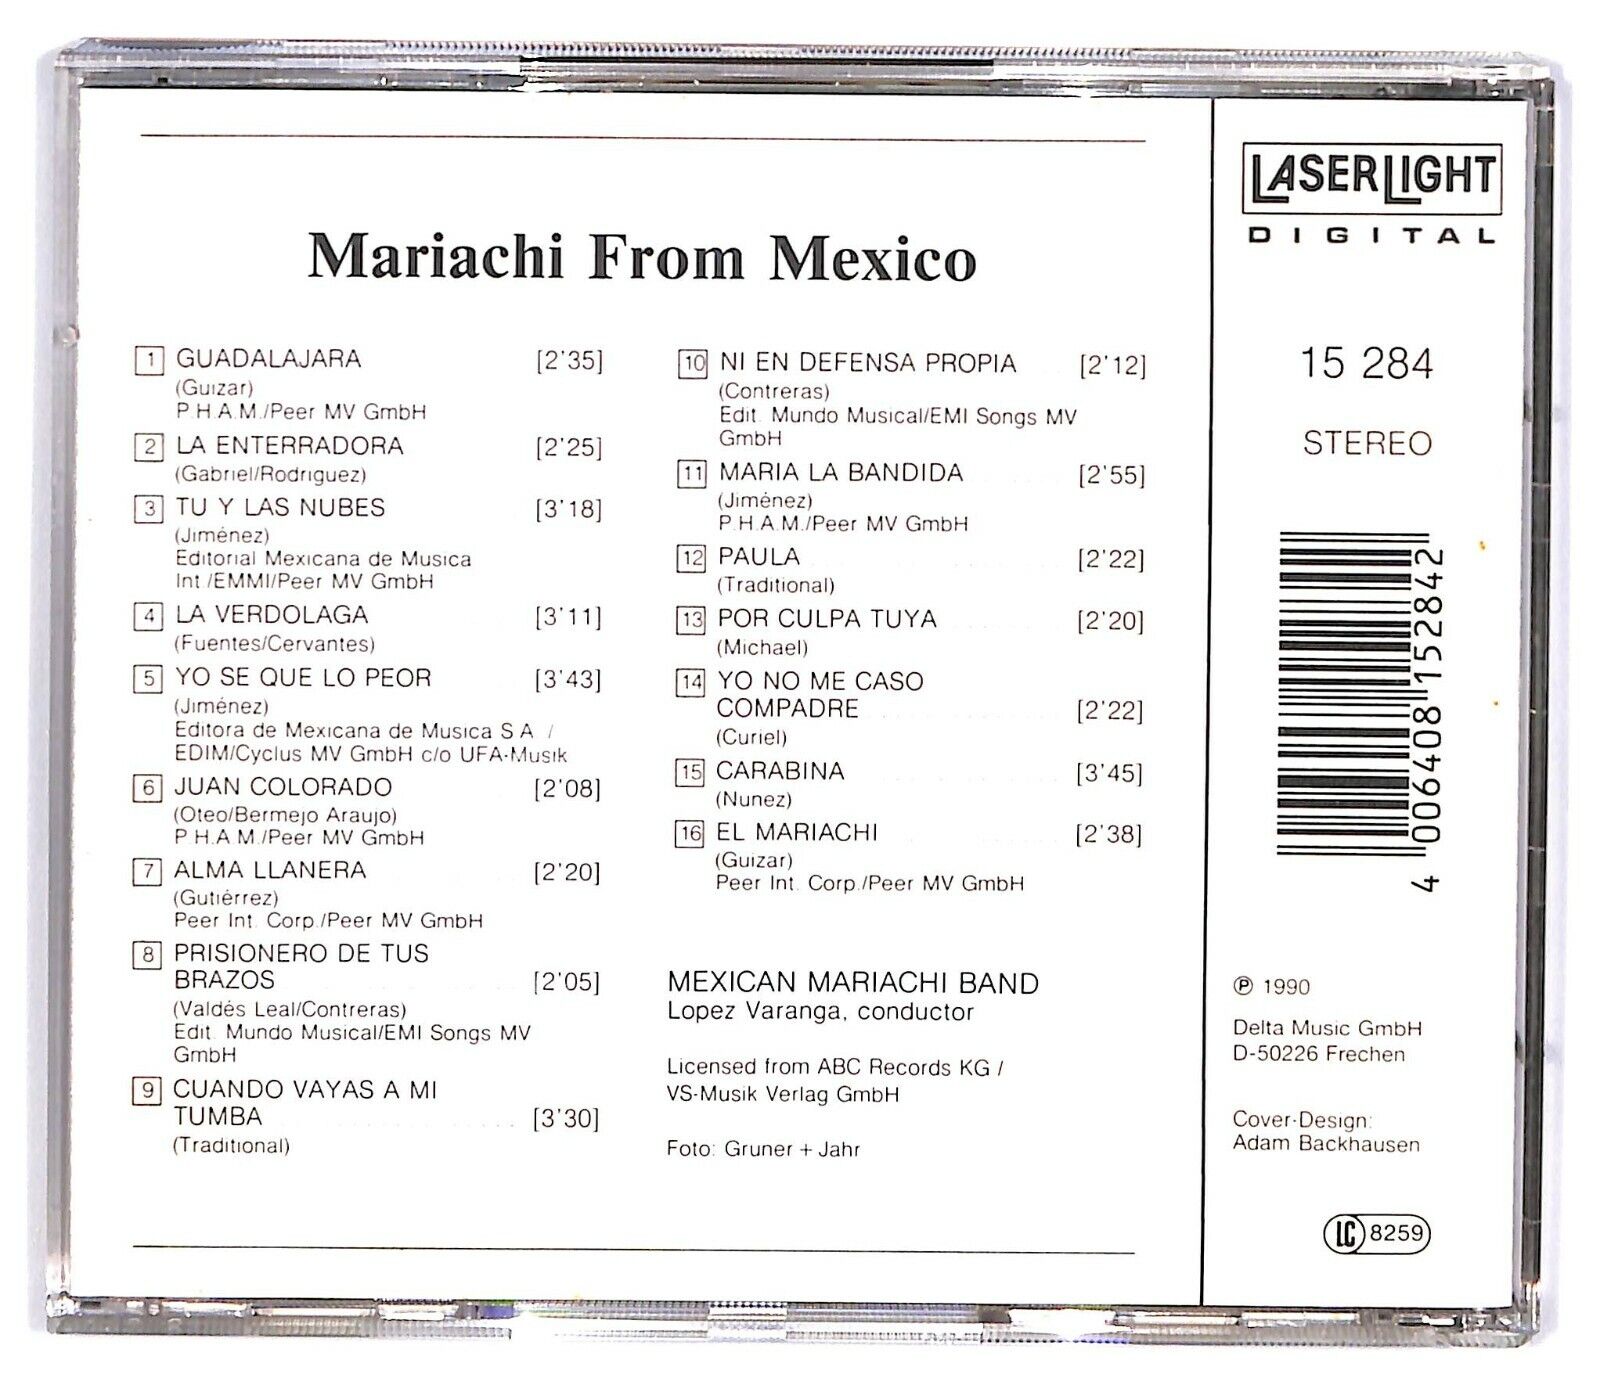 Mariachi From Mexico
1 GUADALAJARA [2'35]
(Guizar)
P.H.A.M./Peer MV GmbH
2 LA ENTERRADORA [2'25]
(Gabriel/Rodriguez)
3 TU Y LAS NUBES [3'18]
(Jiménez)
Editorial Mexicana de Musica
Int./EMMI/Peer MV GmbH
4 LA VERDOLAGA [3'11]
(Fuentes/Cervantes)
5 YO SE QUE LO PEOR [3'43]
(Jiménez)
Editora de Mexicana de Musica S.A. /
EDIM/Cyclus MV GmbH c/o UFA-Musik
6 JUAN COLORADO [2'08]
(Oteo/Bermejo Araujo)
P.H.A.M./Peer MV GmbH
7 ALMA LLANERA [2'20]
(Gutiérrez)
Peer Int. Corp./Peer MV GmbH
8 PRISIONERO DE TUS
BRAZOS [2'05]
(Valdés Leal/Contreras)
Edit. Mundo Musical/EMI Songs MV
GmbH
9 CUANDO VAYAS A MI
TUMBA [3'30]
(Traditional)
10 NI EN DEFENSA PROPIA [2'12]
(Contreras)
Edit. Mundo Musical/EMI Songs MV
GmbH
11 MARIA LA BANDIDA [2'55]
(Jiménez)
P.H.A.M./Peer MV GmbH
12 PAULA [2'22]
(Traditional)
13 POR CULPA TUYA [2'20]
(Michael)
14 YO NO ME CASO
COMPADRE [2'22]
(Curiel)
15 CARABINA [3'45]
(Nunez)
16 EL MARIACHI [2'38]
(Guizar)
Peer Int. Corp./Peer MV GmbH
MEXICAN MARIACHI BAND
Lopez Varanga, conductor
Licensed from ABC Records KG /
VS-Musik Verlag GmbH
Foto: Gruner + Jahr
LASERLIGHT
DIGITAL
15 284
STEREO
4 006408 152842
℗ 1990
Delta Music GmbH
D-50226 Frechen
Cover-Design:
Adam Backhausen
LC 8259